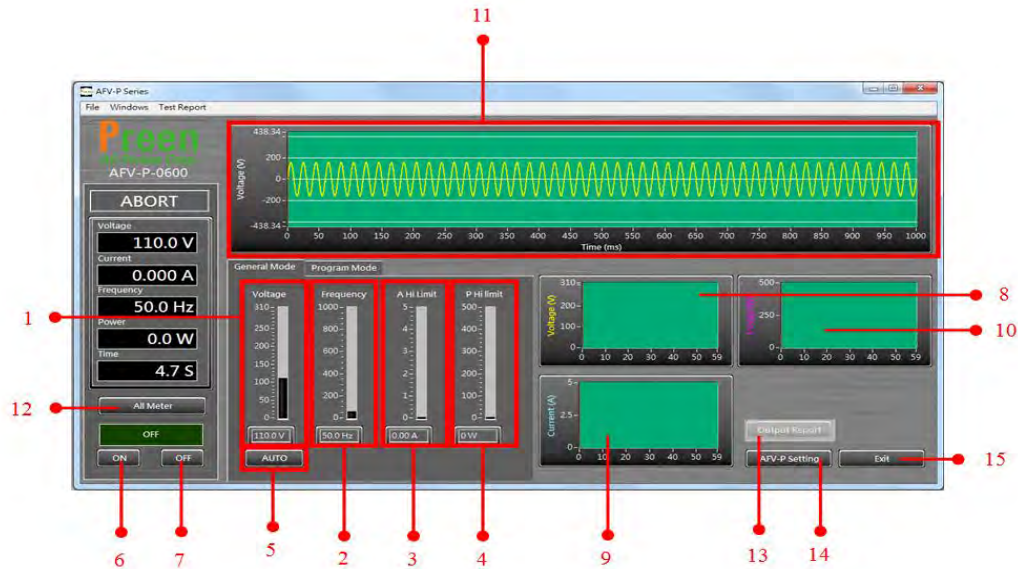 11
AFV-P Series
File Windows Test Report
Preen
AFV-P-0600
ABORT
Voltage
110.0 V
Current
0.000 A
Frequency
50.0 Hz
Power
0.0 W
Time
4.7 S
All Meter
OFF
ON OFF
438.34
200
0
-200
-438.34
Voltage (V)
0 50 100 150 200 250 300 350 400 450 500 550 600 650 700 750 800 850 900 950 1000
Time (ms)
General Mode Program Mode
Voltage
310
250
200
150
100
50
0
110.0 V
AUTO
Frequency
1000
800
600
400
200
0
50.0 Hz
A Hi Limit
5
4
3
2
1
0
0.00 A
P Hi limit
500
400
300
200
100
0
0 W
Voltage (V)
310
200
100
0
0 10 20 30 40 50 59
500
250
0
0 10 20 30 40 50 59
Current (A)
5
2.5
0
0 10 20 30 40 50 59
Output Report
AFV-P Setting Exit
1
12
8
10
15
6
7
5
2
3
4
9
13
14